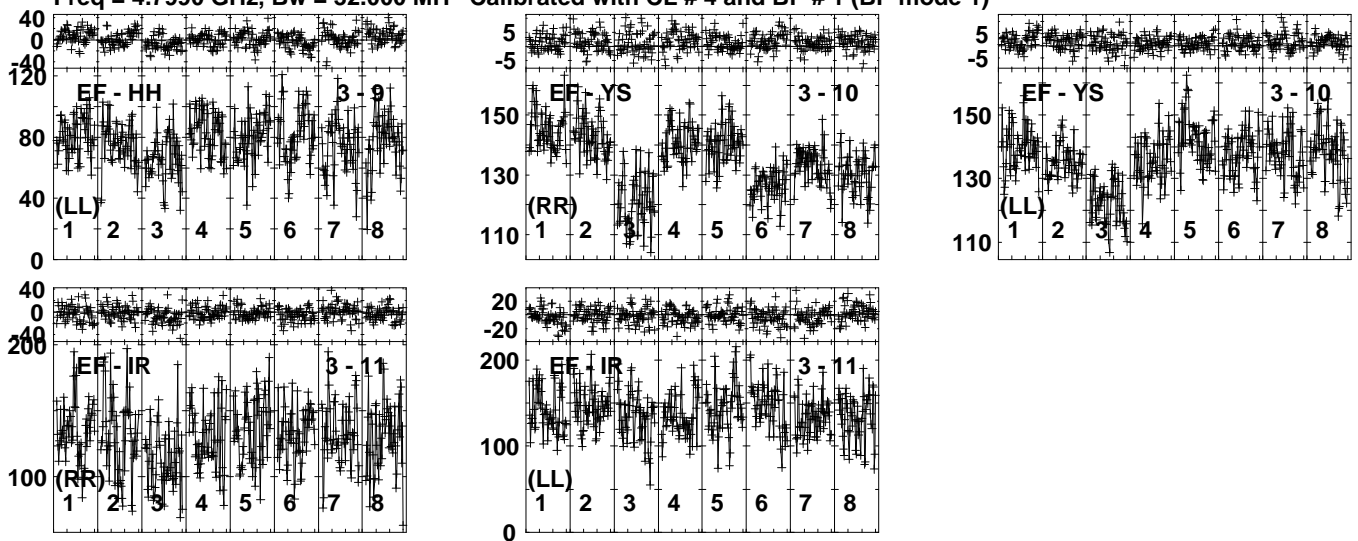 Freq = 4.7990 GHz, Bw = 32.000 MH Calibrated with CL # 4 and BP # 1 (BP mode 1)
40
0
-40
120
80
40
0
EF - HH 3 - 9
(LL)
1 2 3 4 5 6 7 8
5
-5
150
130
110
EF - YS 3 - 10
(RR)
1 2 3 4 5 6 7 8
5
-5
150
130
110
EF - YS 3 - 10
(LL)
1 2 3 4 5 6 7 8
40
0
-40
200
100
EF - IR 3 - 11
(RR)
1 2 3 4 5 6 7 8
20
-20
200
100
0
EF - IR 3 - 11
(LL)
1 2 3 4 5 6 7 8